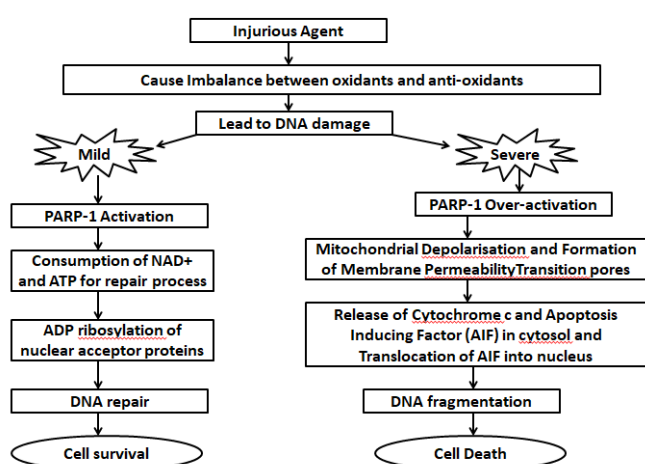 Injurious Agent
Cause Imbalance between oxidants and anti-oxidants
Lead to DNA damage
Mild
Severe
PARP-1 Activation
PARP-1 Over-activation
Consumption of NAD+
and ATP for repair process
Mitochondrial Depolarisation and Formation
of Membrane PermeabilityTransition pores
ADP ribosylation of
nuclear acceptor proteins
Release of Cytochrome c and Apoptosis
Inducing Factor (AIF) in cytosol and
Translocation of AIF into nucleus
DNA repair
DNA fragmentation
Cell survival
Cell Death